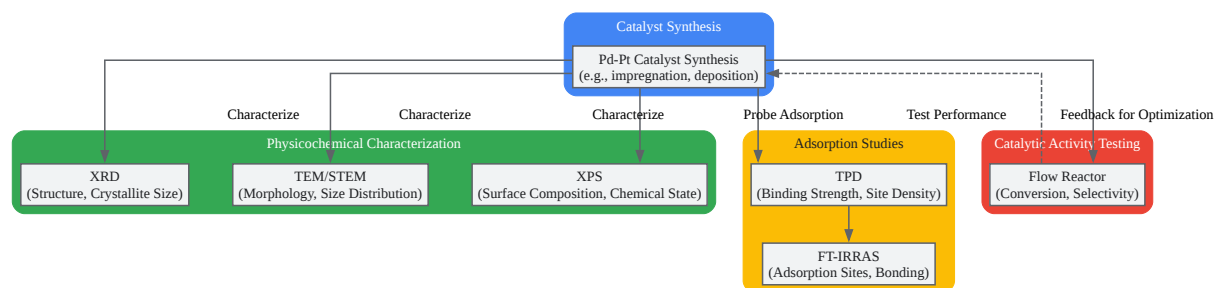 Catalyst Synthesis
Pd-Pt Catalyst Synthesis
(e.g., impregnation, deposition)
Characterize
Characterize
Characterize
Probe Adsorption
Test Performance
Feedback for Optimization
Physicochemical Characterization
XRD
(Structure, Crystallite Size)
TEM/STEM
(Morphology, Size Distribution)
XPS
(Surface Composition, Chemical State)
Adsorption Studies
TPD
(Binding Strength, Site Density)
FT-IRRAS
(Adsorption Sites, Bonding)
Catalytic Activity Testing
Flow Reactor
(Conversion, Selectivity)